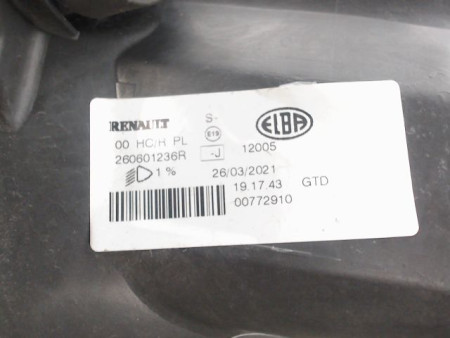 RENAULT S- ELBA
00 HC/R PL E19 12005
260601236R -J
1 % 26/03/2021
19.17.43 GTD
00772910